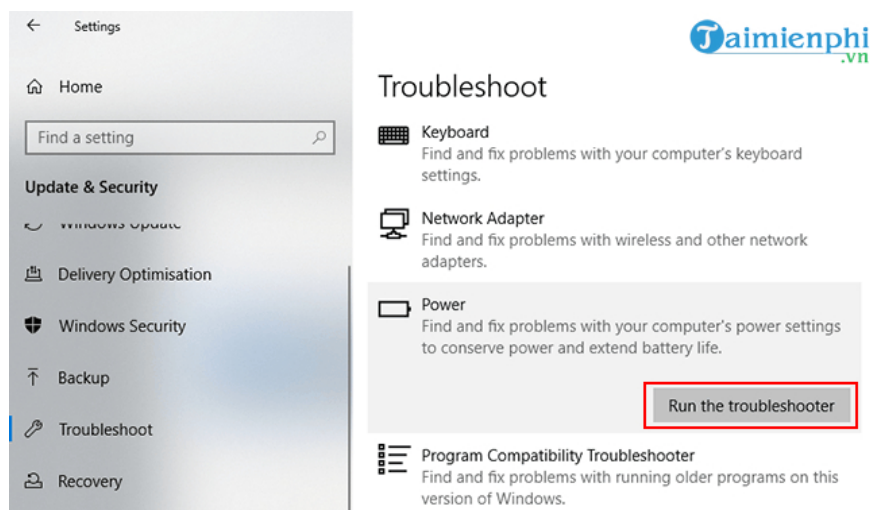 Settings
Taimienphi
.vn
Home
Find a setting
Update & Security
Windows Update
Delivery Optimisation
Windows Security
Backup
Troubleshoot
Recovery
Troubleshoot
Keyboard
Find and fix problems with your computer's keyboard
settings.
Network Adapter
Find and fix problems with wireless and other network
adapters.
Power
Find and fix problems with your computer's power settings
to conserve power and extend battery life.
Run the troubleshooter
Program Compatibility Troubleshooter
Find and fix problems with running older programs on this
version of Windows.